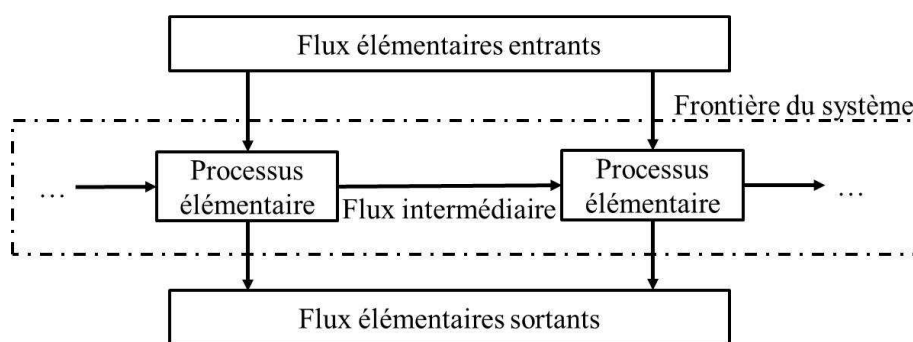 Flux élémentaires entrants
Frontière du système
Processus
élémentaire
Processus
élémentaire
…
Flux intermédiaire
…
Flux élémentaires sortants